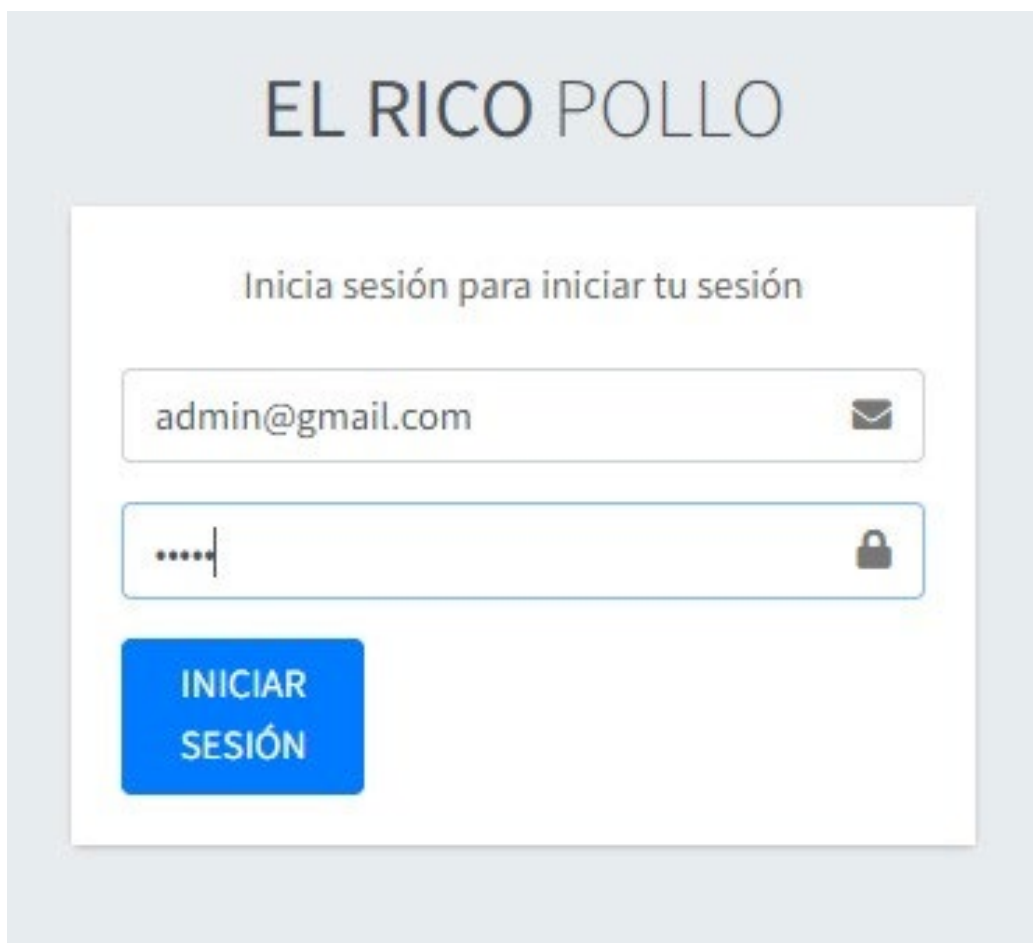 EL RICO POLLO
Inicia sesión para iniciar tu sesión
admin@gmail.com
•••••
INICIAR
SESIÓN